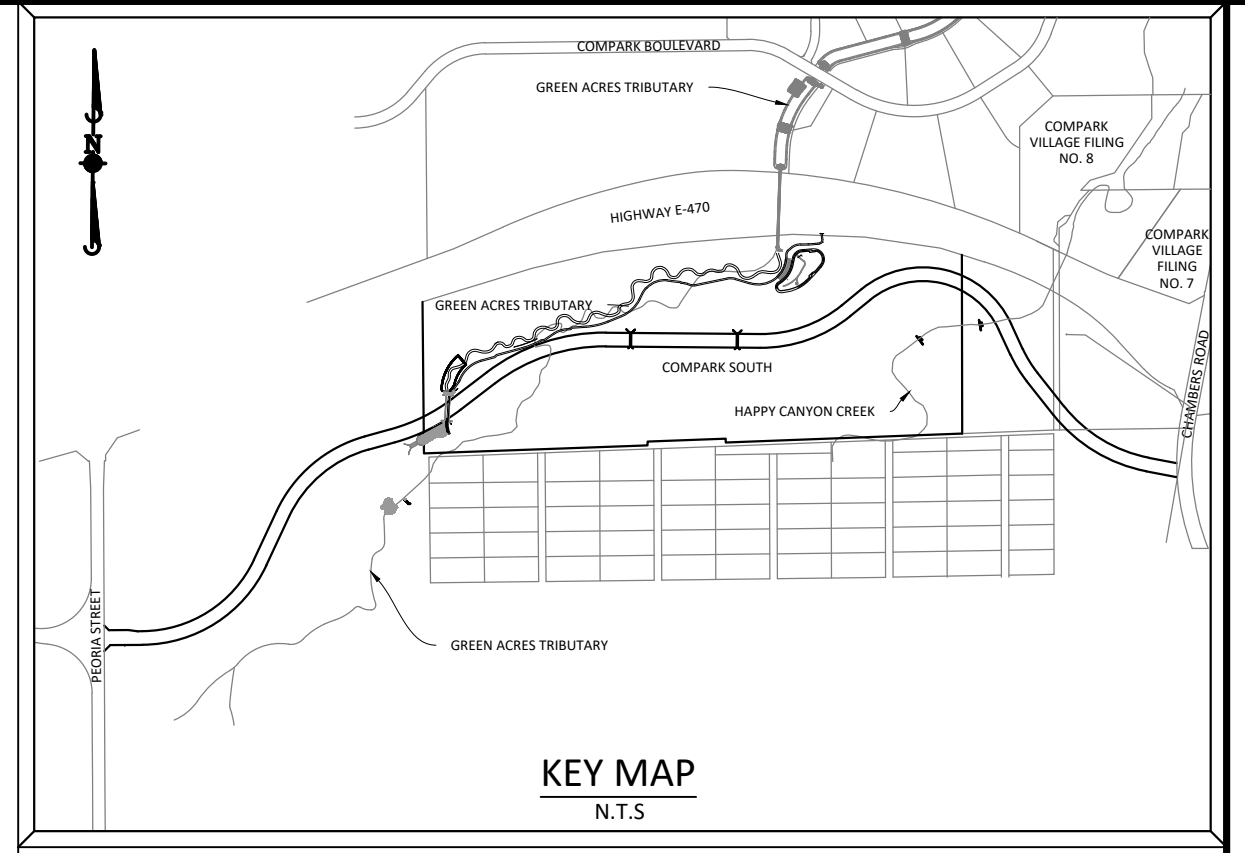 COMPARK BOULEVARD
GREEN ACRES TRIBUTARY
COMPARK
VILLAGE FILING
NO. 8
N
HIGHWAY E-470
COMPARK
VILLAGE
FILING
NO. 7
GREEN ACRES TRIBUTARY
COMPARK SOUTH
CHAMBERS ROAD
HAPPY CANYON CREEK
PEORIA STREET
GREEN ACRES TRIBUTARY
KEY MAP
N.T.S